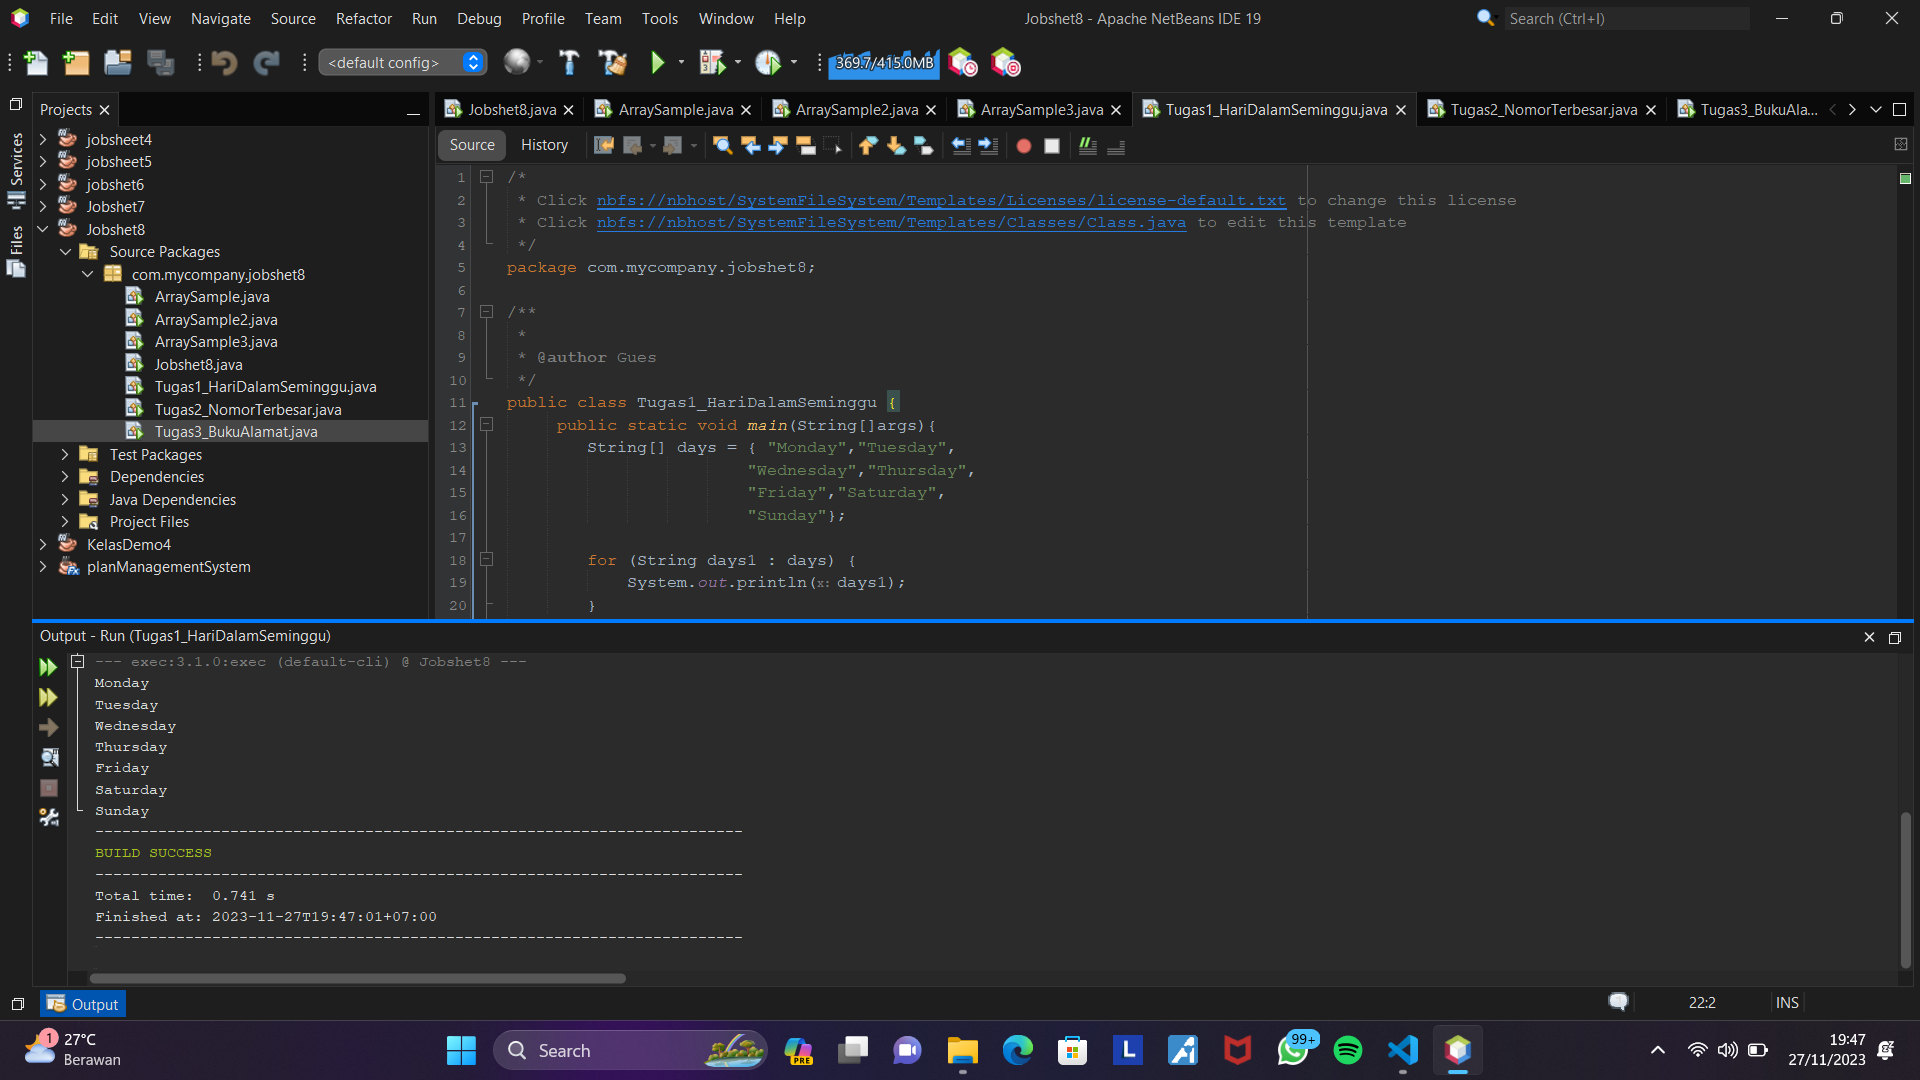 File Edit View Navigate Source Refactor Run Debug Profile Team Tools Window Help
Jobshet8 - Apache NetBeans IDE 19
Search (Ctrl+I)
<default config>
369.7/415.0MB
Services
Files
Projects
jobsheet4
jobsheet5
jobshet6
Jobshet7
Jobshet8
Source Packages
com.mycompany.jobshet8
ArraySample.java
ArraySample2.java
ArraySample3.java
Jobshet8.java
Tugas1_HariDalamSeminggu.java
Tugas2_NomorTerbesar.java
Tugas3_BukuAlamat.java
Test Packages
Dependencies
Java Dependencies
Project Files
KelasDemo4
planManagementSystem
Jobshet8.java ArraySample.java ArraySample2.java ArraySample3.java Tugas1_HariDalamSeminggu.java Tugas2_NomorTerbesar.java Tugas3_BukuAla...
Source History
1 /*
2 * Click nbfs://nbhost/SystemFileSystem/Templates/Licenses/license-default.txt to change this license
3 * Click nbfs://nbhost/SystemFileSystem/Templates/Classes/Class.java to edit this template
4 */
5 package com.mycompany.jobshet8;
6
7 /**
8 *
9 * @author Gues
10 */
11 public class Tugas1_HariDalamSeminggu {
12 public static void main(String[]args){
13 String[] days = { "Monday","Tuesday",
14 "Wednesday","Thursday",
15 "Friday","Saturday",
16 "Sunday"};
17
18 for (String days1 : days) {
19 System.out.println(x: days1);
20 }
Output - Run (Tugas1_HariDalamSeminggu)
--- exec:3.1.0:exec (default-cli) @ Jobshet8 ---
Monday
Tuesday
Wednesday
Thursday
Friday
Saturday
Sunday
------------------------------------------------------------------------
BUILD SUCCESS
------------------------------------------------------------------------
Total time:  0.741 s
Finished at: 2023-11-27T19:47:01+07:00
------------------------------------------------------------------------
Output
22:2
INS
1
27°C
Berawan
Search
PRE
L
99+
19:47
27/11/2023